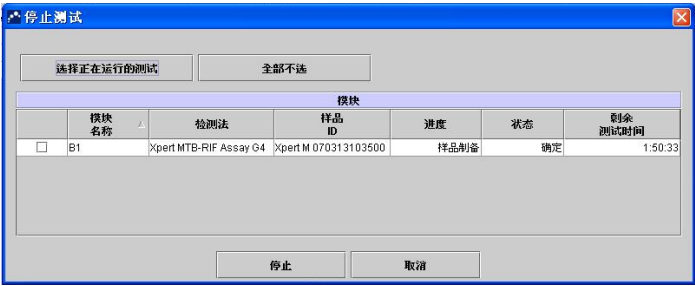 停止测试
选择正在运行的测试 全部不选
模块
模块
名称 检测法 样品
ID 进度 状态 剩余
测试时间
B1 Xpert MTB-RIF Assay G4 Xpert M 070313103500 样品制备 确定 1:50:33
停止 取消